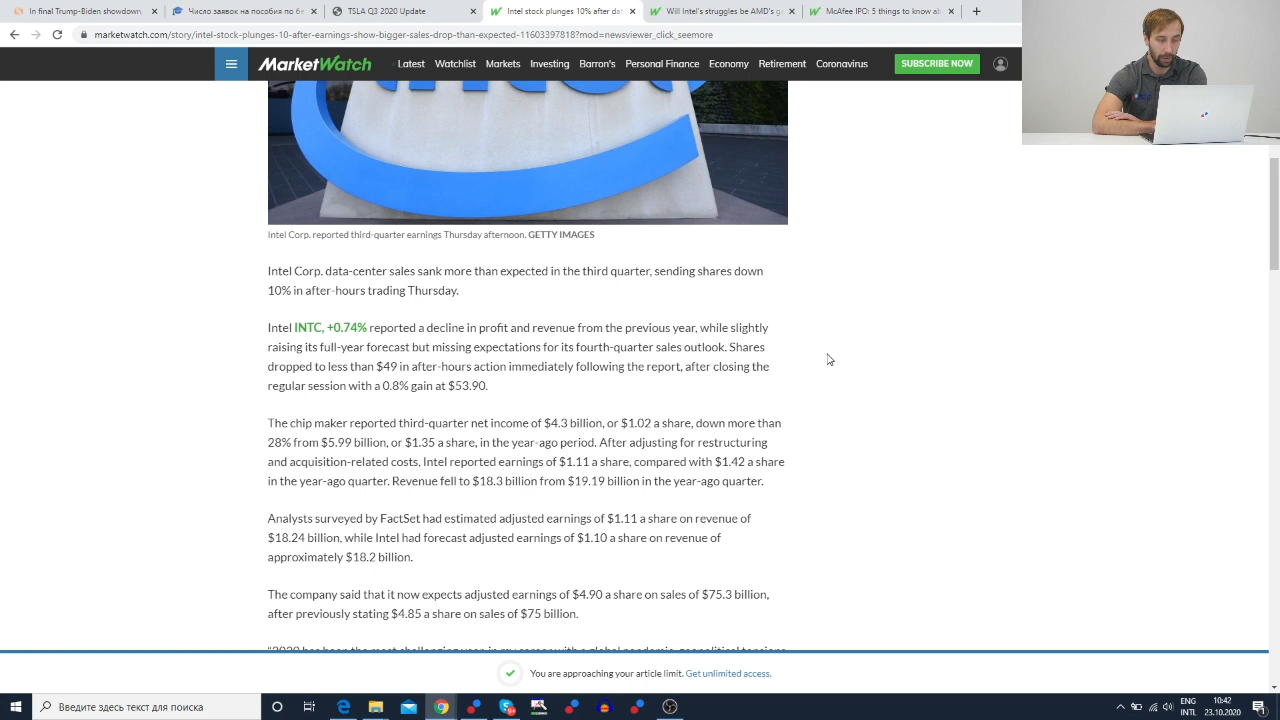 In final Trump-Biden showdown,
Число заявок на пособия по бе
TSLA Q3 2020 Update
Intel stock plunges 10% after da
Will Intel's struggles be AMD's g
McAfee IPO: 5 things to know al
marketwatch.com/story/intel-stock-plunges-10-after-earnings-show-bigger-sales-drop-than-expected-11603397818?mod=newsviewer_click_seemore
MarketWatch
Latest Watchlist Markets Investing Barron's Personal Finance Economy Retirement Coronavirus
SUBSCRIBE NOW
Intel Corp. reported third-quarter earnings Thursday afternoon. GETTY IMAGES
Intel Corp. data-center sales sank more than expected in the third quarter, sending shares down
10% in after-hours trading Thursday.
Intel INTC, +0.74% reported a decline in profit and revenue from the previous year, while slightly
raising its full-year forecast but missing expectations for its fourth-quarter sales outlook. Shares
dropped to less than $49 in after-hours action immediately following the report, after closing the
regular session with a 0.8% gain at $53.90.
The chip maker reported third-quarter net income of $4.3 billion, or $1.02 a share, down more than
28% from $5.99 billion, or $1.35 a share, in the year-ago period. After adjusting for restructuring
and acquisition-related costs, Intel reported earnings of $1.11 a share, compared with $1.42 a share
in the year-ago quarter. Revenue fell to $18.3 billion from $19.19 billion in the year-ago quarter.
Analysts surveyed by FactSet had estimated adjusted earnings of $1.11 a share on revenue of
$18.24 billion, while Intel had forecast adjusted earnings of $1.10 a share on revenue of
approximately $18.2 billion.
The company said that it now expects adjusted earnings of $4.90 a share on sales of $75.3 billion,
after previously stating $4.85 a share on sales of $75 billion.
"2020 has been the most challenging year in my career with a global pandemic, geopolitical tensions
You are approaching your article limit. Get unlimited access.
Введите здесь текст для поиска
ENG
INTL
10:42
23.10.2020